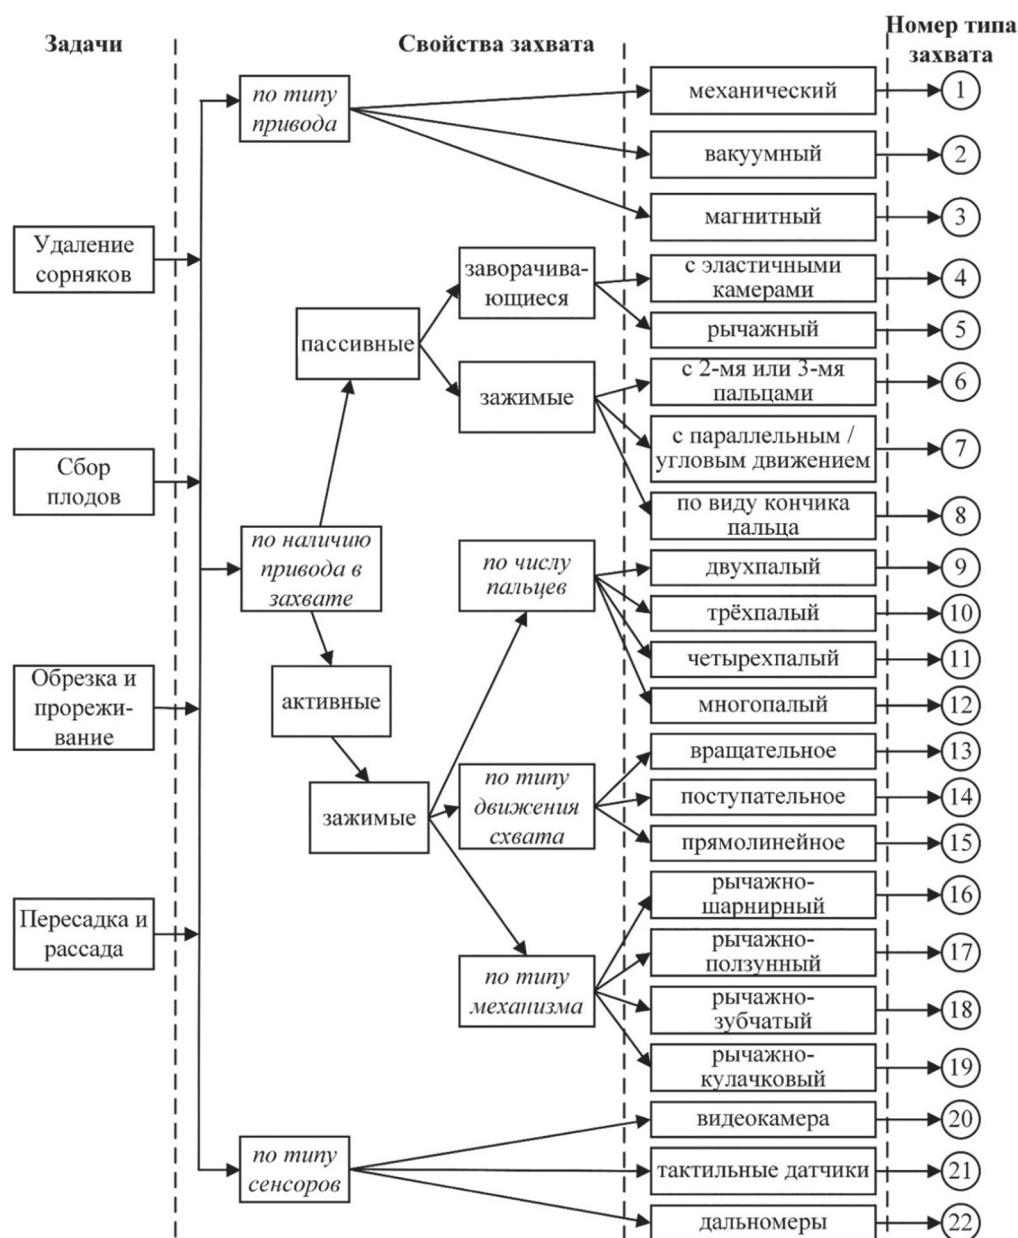 Задачи
Свойства захвата
Номер типа
захвата
по типу
привода
механический
1
вакуумный
2
магнитный
3
Удаление
сорняков
заворачива-
ющиеся
с эластичными
камерами
4
рычажный
5
пассивные
зажимые
с 2-мя или 3-мя
пальцами
6
с параллельным /
угловым движением
7
по виду кончика
пальца
8
Сбор
плодов
по наличию
привода в
захвате
по числу
пальцев
двухпалый
9
трёхпалый
10
четырехпалый
11
многопалый
12
Обрезка и
прорежи-
вание
активные
зажимые
по типу
движения
схвата
вращательное
13
поступательное
14
прямолинейное
15
Пересадка и
рассада
по типу
механизма
рычажно-
шарнирный
16
рычажно-
ползунный
17
рычажно-
зубчатый
18
рычажно-
кулачковый
19
по типу
сенсоров
видеокамера
20
тактильные датчики
21
дальномеры
22